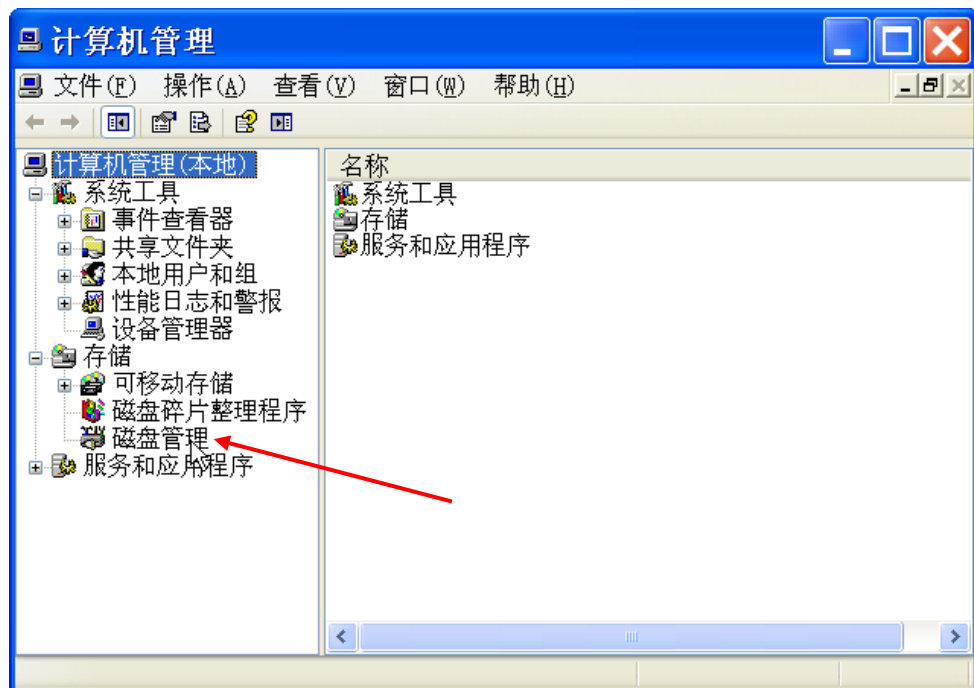 计算机管理
文件(F) 操作(A) 查看(V) 窗口(W) 帮助(H)
计算机管理(本地)
系统工具
事件查看器
共享文件夹
本地用户和组
性能日志和警报
设备管理器
存储
可移动存储
磁盘碎片整理程序
磁盘管理
服务和应用程序
名称
系统工具
存储
服务和应用程序